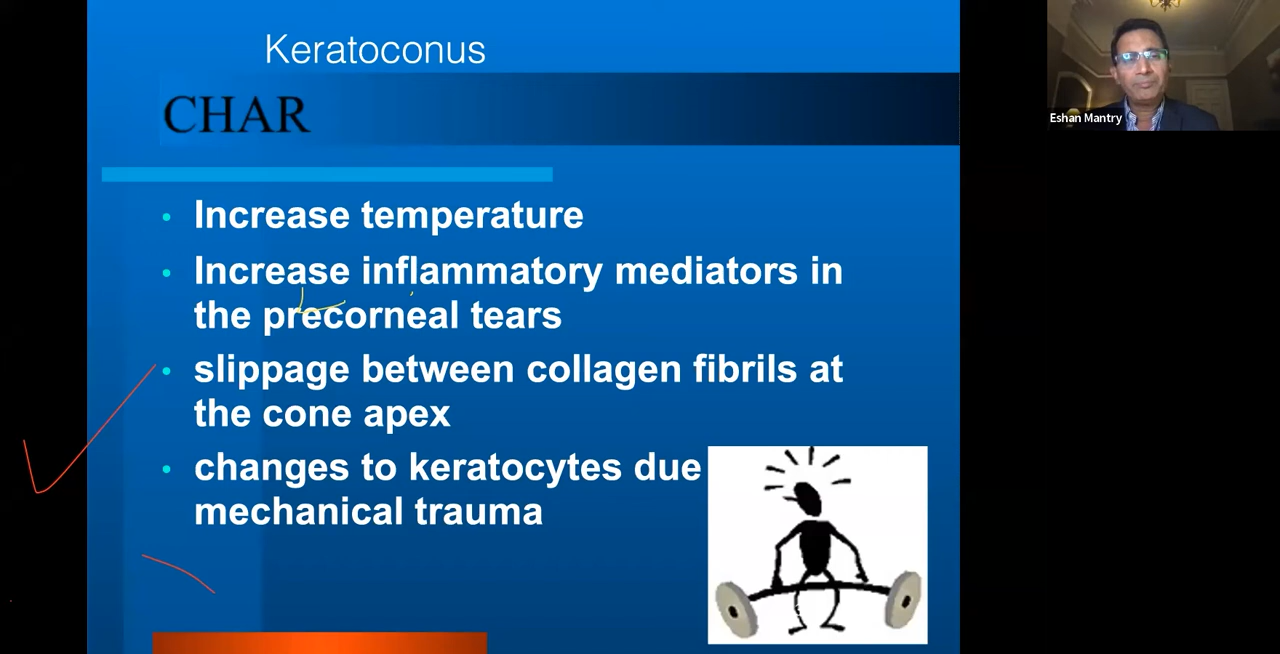 Keratoconus
CHAR
Increase temperature
Increase inflammatory mediators in
the precorneal tears
slippage between collagen fibrils at
the cone apex
changes to keratocytes due
mechanical trauma
Eshan Mantry